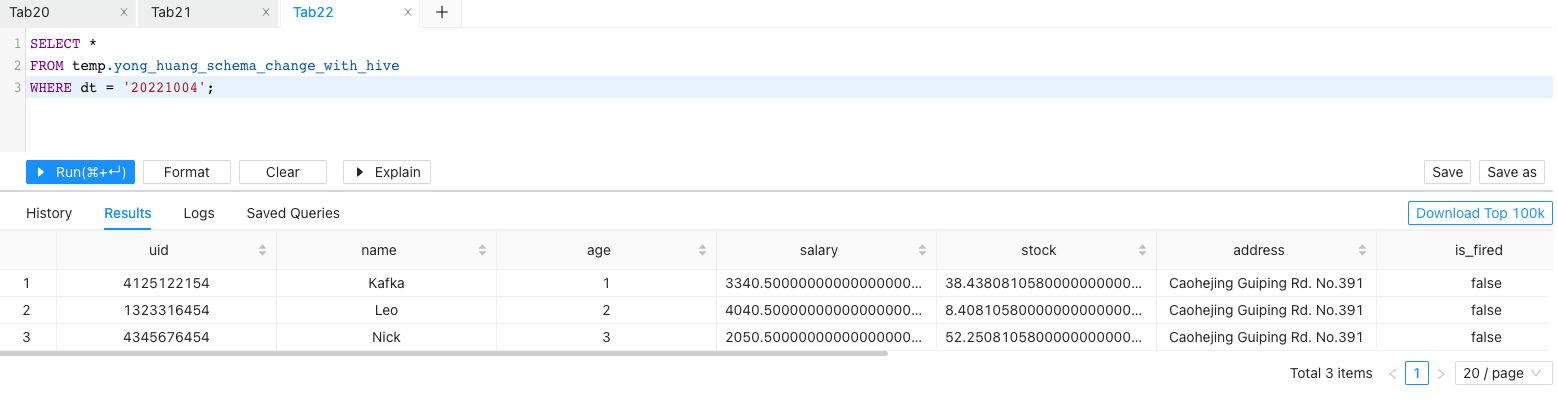 Tab20 × Tab21 × Tab22 × +
1 SELECT *
2 FROM temp.yong_huang_schema_change_with_hive
3 WHERE dt = '20221004';
Run(⌘+↵) Format Clear Explain Save Save as
History Results Logs Saved Queries Download Top 100k
uid name age salary stock address is_fired
1 4125122154 Kafka 1 3340.50000000000000000... 38.4380810580000000000... Caohejing Guiping Rd. No.391 false
2 1323316454 Leo 2 4040.50000000000000000... 8.40810580000000000000... Caohejing Guiping Rd. No.391 false
3 4345676454 Nick 3 2050.50000000000000000... 52.2508105800000000000... Caohejing Guiping Rd. No.391 false
Total 3 items < 1 > 20 / page